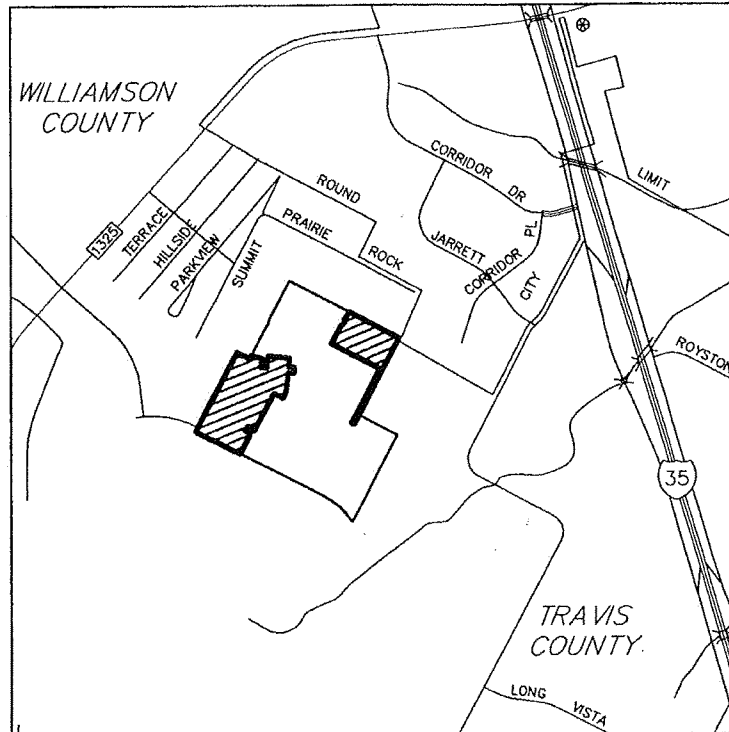 WILLIAMSON
COUNTY
CORRIDOR DR
LIMIT
ROUND ROCK
1325
TERRACE
HILLSIDE
PARKVIEW
SUMMIT
PRAIRIE
JARRETT
CORRIDOR PL
CITY
ROYSTON
35
TRAVIS
COUNTY.
LONG VISTA